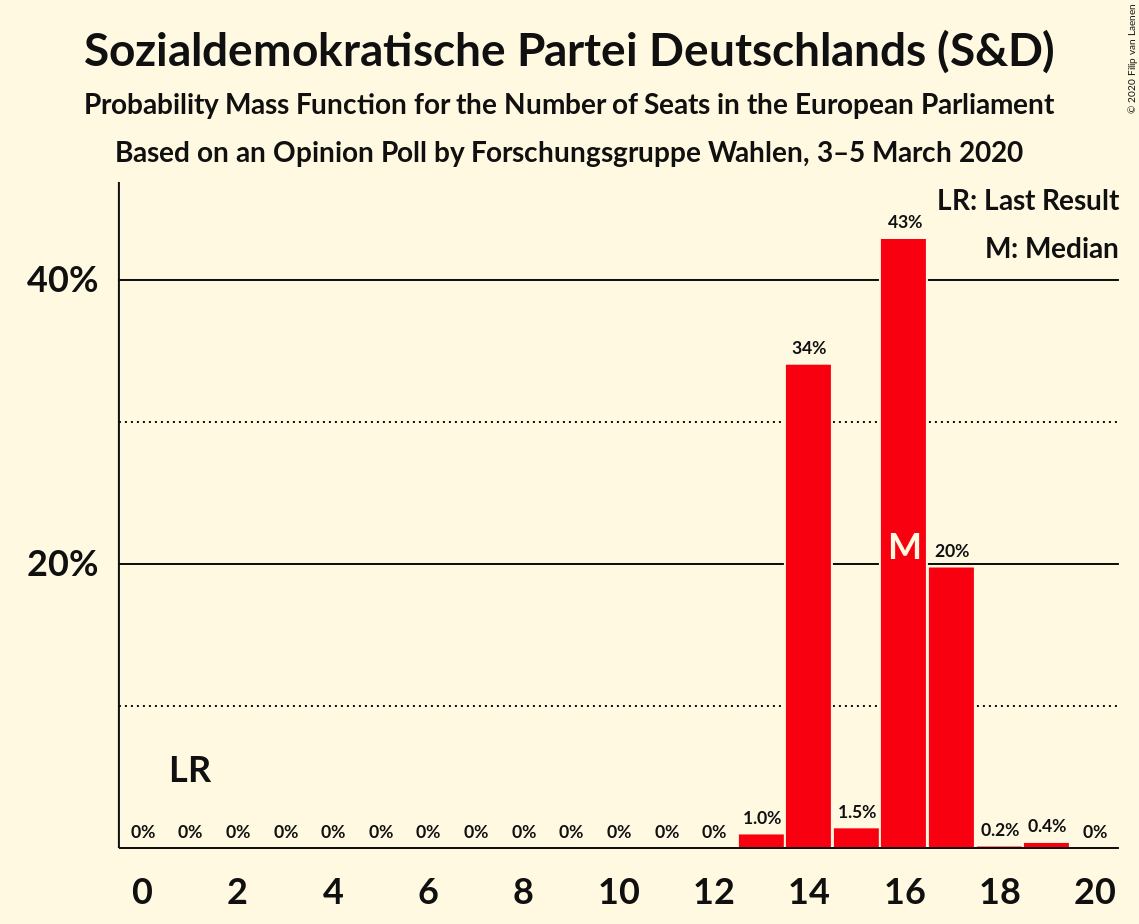 Sozialdemokratische Partei Deutschlands (S&D)
Probability Mass Function for the Number of Seats in the European Parliament
Based on an Opinion Poll by Forschungsgruppe Wahlen, 3–5 March 2020
© 2020 Filip van Laenen
LR: Last Result
M: Median
40%
20%
43%
34%
M
20%
LR
0% 0% 0% 0% 0% 0% 0% 0% 0% 0% 0% 0% 0% 1.0% 1.5% 0.2% 0.4% 0%
0 2 4 6 8 10 12 14 16 18 20